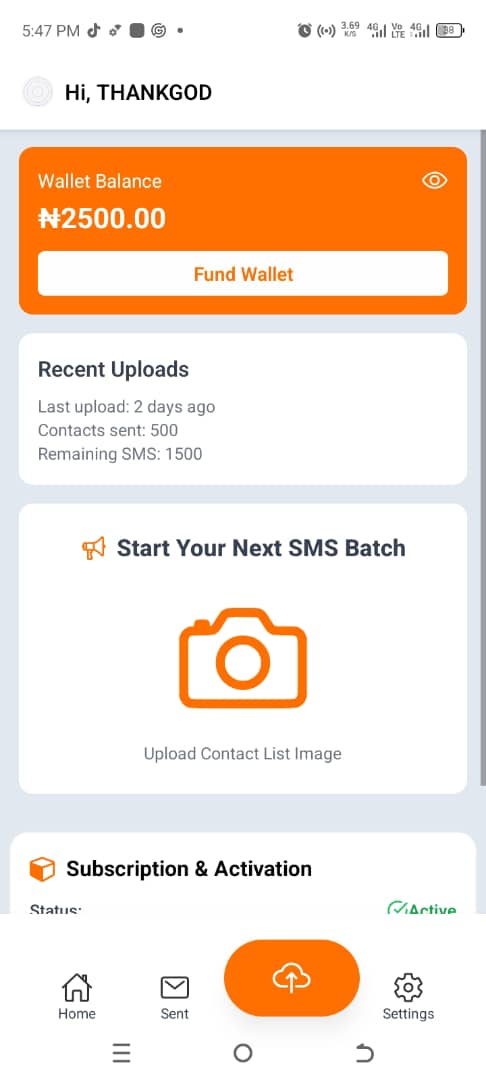 5:47 PM
3.69 K/S 4G Vo LTE 4G 38
Hi, THANKGOD
Wallet Balance
₦2500.00
Fund Wallet
Recent Uploads
Last upload: 2 days ago
Contacts sent: 500
Remaining SMS: 1500
Start Your Next SMS Batch
Upload Contact List Image
Subscription & Activation
Status: Active
Home Sent Settings